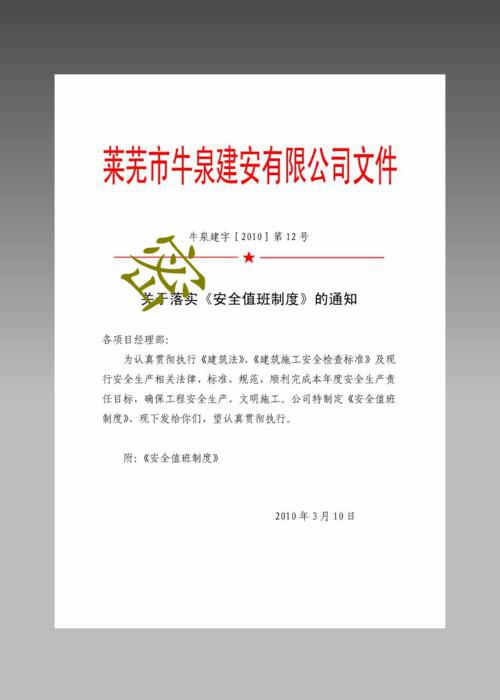 莱芜市牛泉建安有限公司文件
牛泉建字［2010］第12号
密
关于落实《安全值班制度》的通知
各项目经理部：
为认真贯彻执行《建筑法》、《建筑施工安全检查标准》及现
行安全生产相关法律、标准、规范，顺利完成本年度安全生产责
任目标，确保工程安全生产、文明施工。公司特制定《安全值班
制度》、现下发给你们，望认真贯彻执行。
附：《安全值班制度》
2010年3月10日